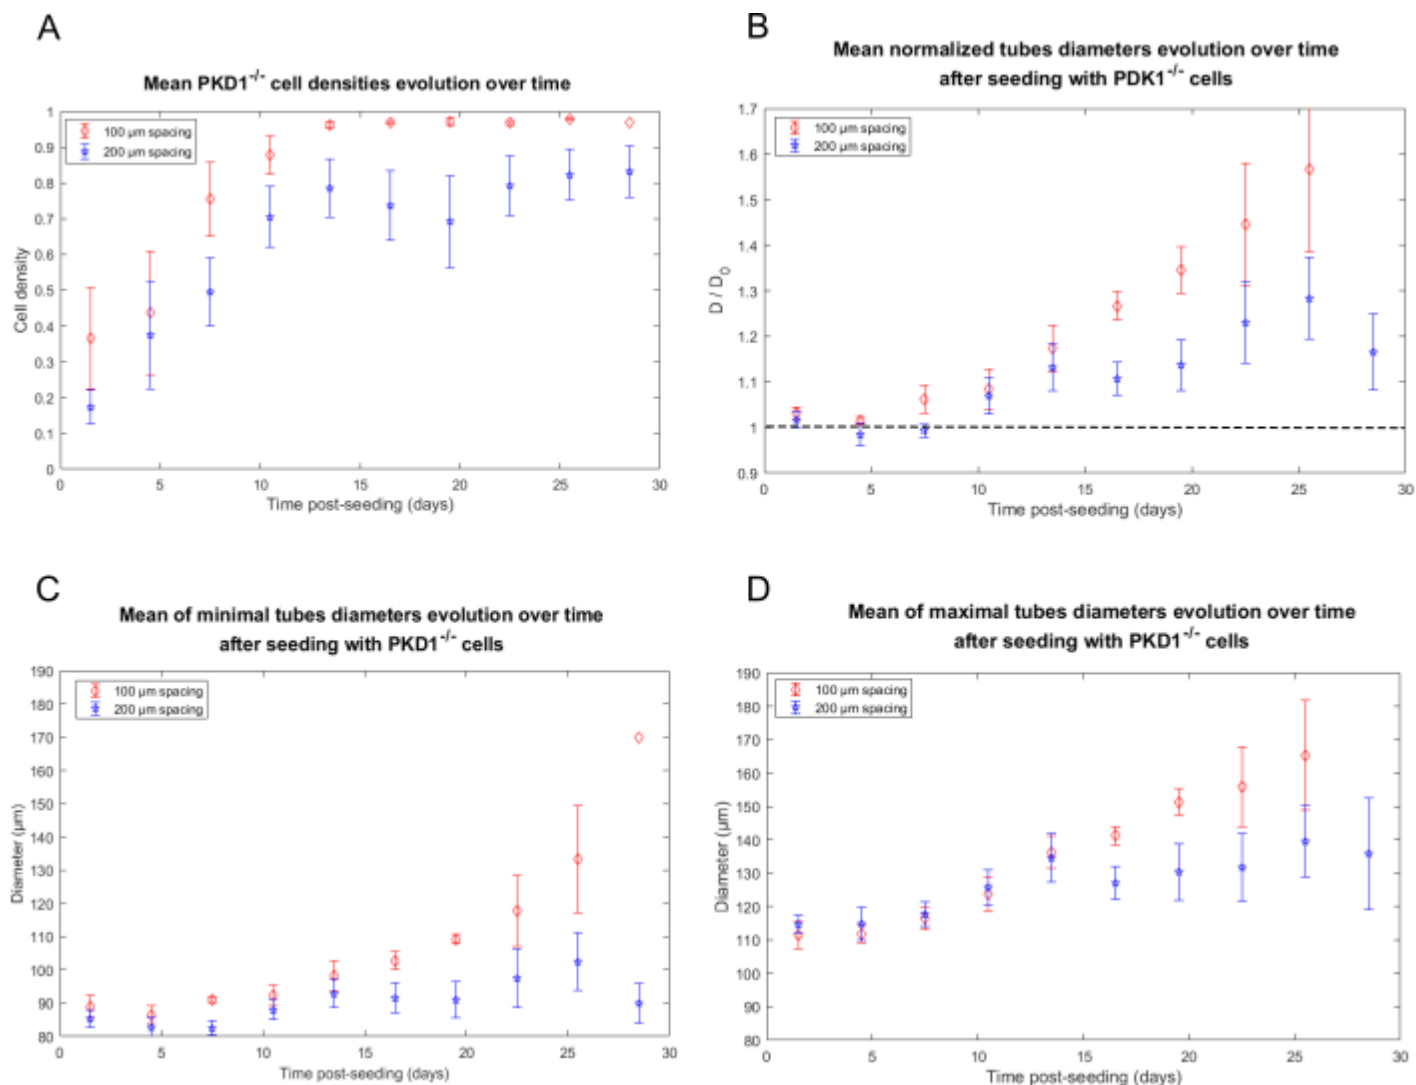 A
Mean PKD1-/- cell densities evolution over time
100 µm spacing
200 µm spacing
1
0.9
0.8
0.7
0.6
0.5
0.4
0.3
0.2
0.1
0
Cell density
0 5 10 15 20 25 30
Time post-seeding (days)
B
Mean normalized tubes diameters evolution over time
after seeding with PDK1-/- cells
100 µm spacing
200 µm spacing
1.7
1.6
1.5
1.4
1.3
1.2
1.1
1
0.9
D / D0
0 5 10 15 20 25 30
Time post-seeding (days)
C
Mean of minimal tubes diameters evolution over time
after seeding with PKD1-/- cells
100 µm spacing
200 µm spacing
190
180
170
160
150
140
130
120
110
100
90
80
Diameter (µm)
0 5 10 15 20 25 30
Time post-seeding (days)
D
Mean of maximal tubes diameters evolution over time
after seeding with PKD1-/- cells
100 µm spacing
200 µm spacing
190
180
170
160
150
140
130
120
110
100
90
80
Diameter (µm)
0 5 10 15 20 25 30
Time post-seeding (days)